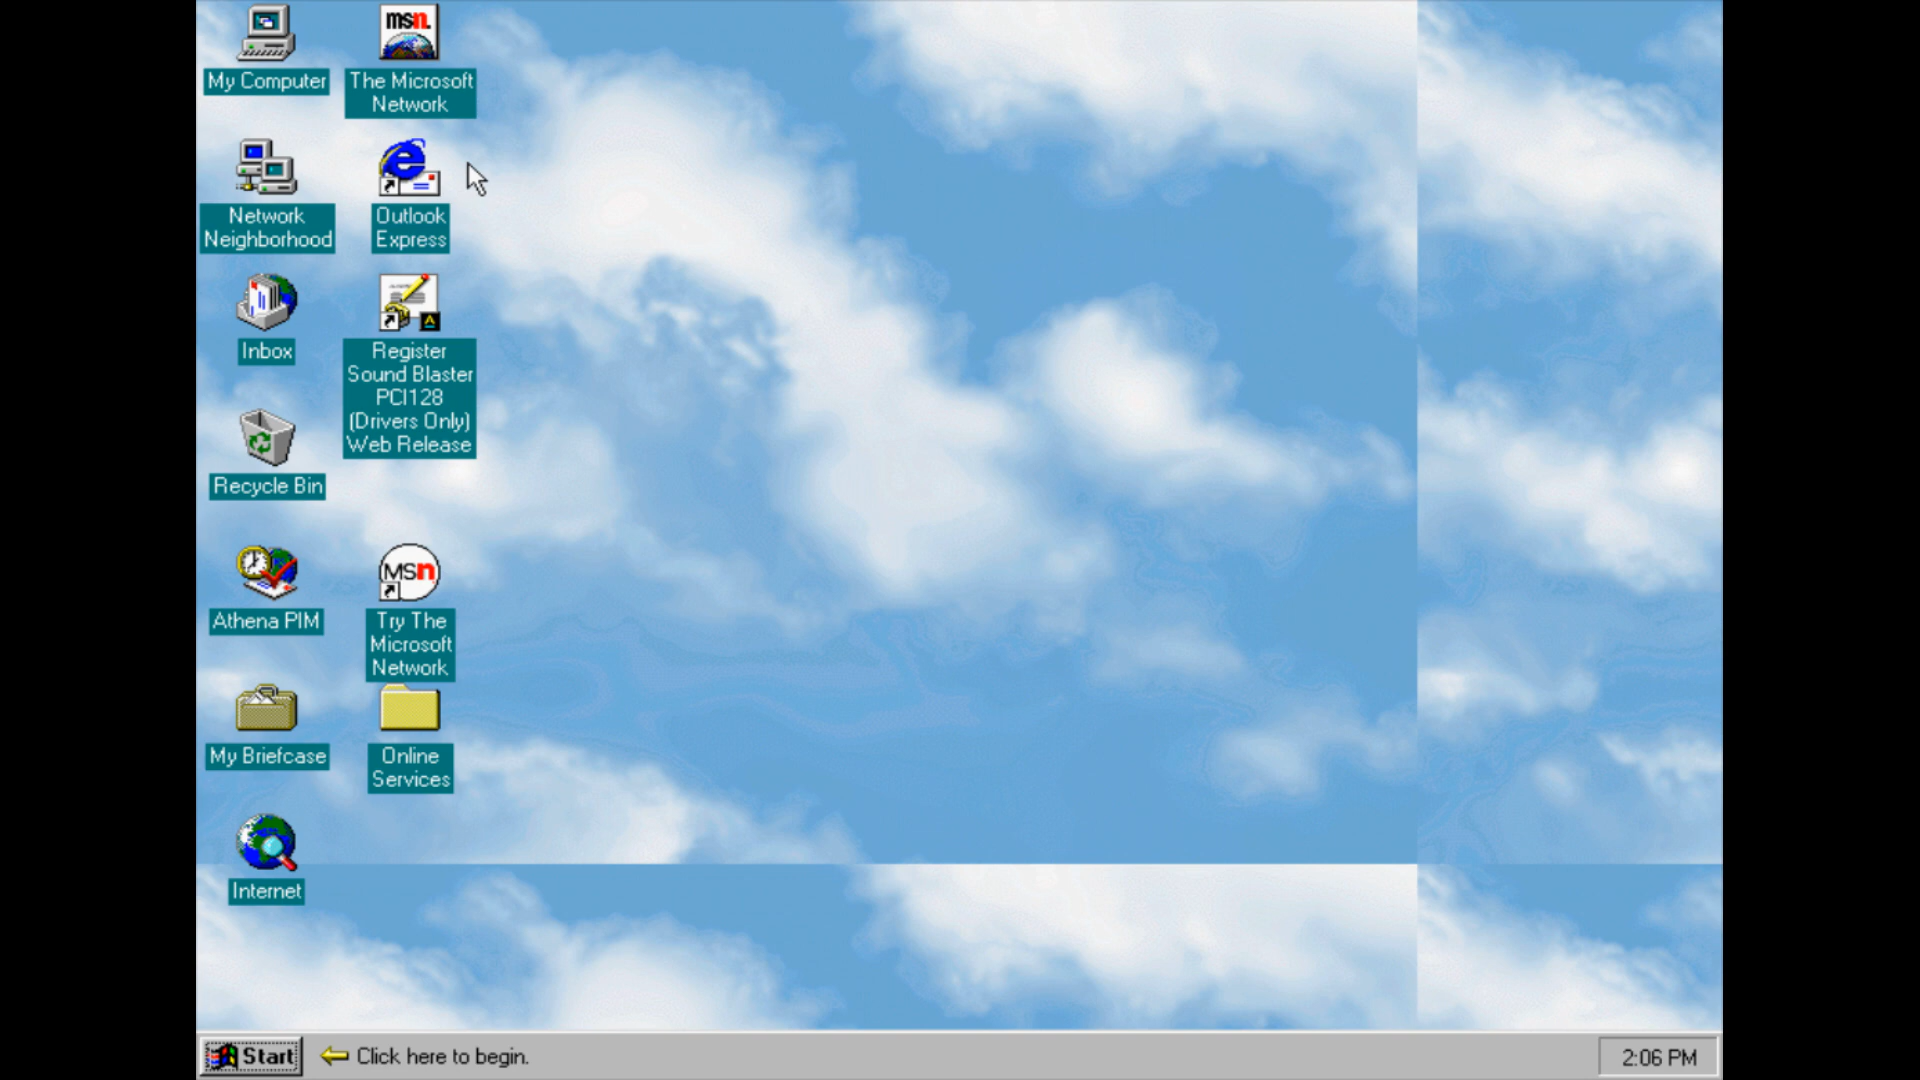 My Computer
msn.
The Microsoft
Network
Network
Neighborhood
Outlook
Express
Inbox
Register
Sound Blaster
PCI128
(Drivers Only)
Web Release
Recycle Bin
Athena PIM
MSn
Try The
Microsoft
Network
My Briefcase
Online
Services
Internet
Start
Click here to begin.
2:06 PM